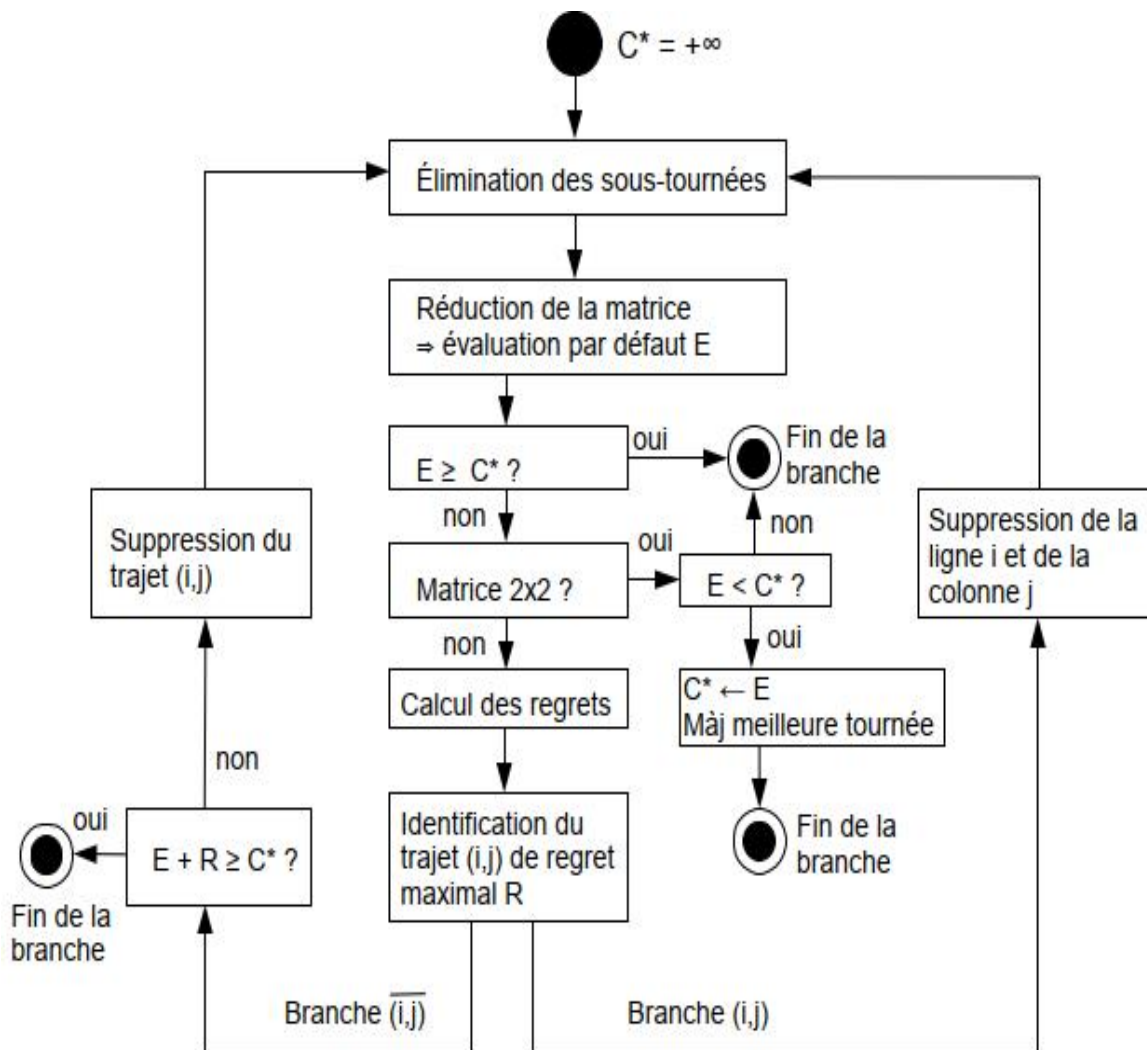 C* = +∞
Élimination des sous-tournées
Réduction de la matrice
⇒ évaluation par défaut E
E ≥ C* ?
oui
Fin de la
branche
non
non
Matrice 2x2 ?
oui
E < C* ?
oui
non
C* ← E
Màj meilleure tournée
Fin de la
branche
Calcul des regrets
Identification du
trajet (i,j) de regret
maximal R
Suppression du
trajet (i,j)
non
oui
E + R ≥ C* ?
Fin de la
branche
Suppression de la
ligne i et de la
colonne j
Branche (i,j)
Branche (i,j)